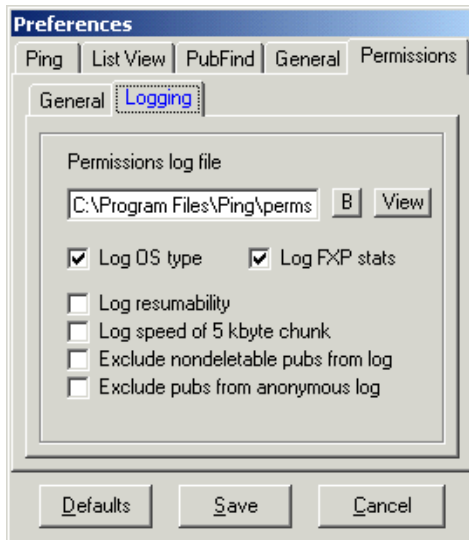 Preferences
Ping List View PubFind General Permissions
General Logging
Permissions log file
C:\Program Files\Ping\perms B View
Log OS type Log FXP stats
Log resumability
Log speed of 5 kbyte chunk
Exclude nondeletable pubs from log
Exclude pubs from anonymous log
Defaults Save Cancel